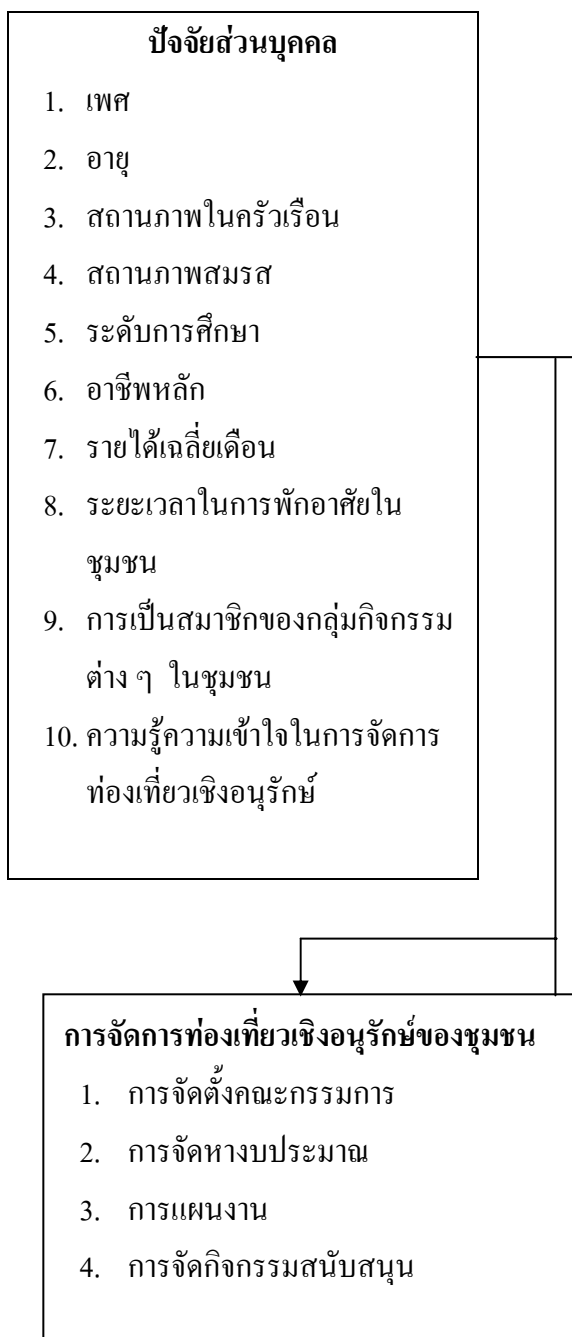 ปัจจัยส่วนบุคคล
1. เพศ
2. อายุ
3. สถานภาพในครัวเรือน
4. สถานภาพสมรส
5. ระดับการศึกษา
6. อาชีพหลัก
7. รายได้เฉลี่ยเดือน
8. ระยะเวลาในการพักอาศัยใน
ชุมชน
9. การเป็นสมาชิกของกลุ่มกิจกรรม
ต่าง ๆ ในชุมชน
10. ความรู้ความเข้าใจในการจัดการ
ท่องเที่ยวเชิงอนุรักษ์
การจัดการท่องเที่ยวเชิงอนุรักษ์ของชุมชน
1. การจัดตั้งคณะกรรมการ
2. การจัดหางบประมาณ
3. การแผนงาน
4. การจัดกิจกรรมสนับสนุน